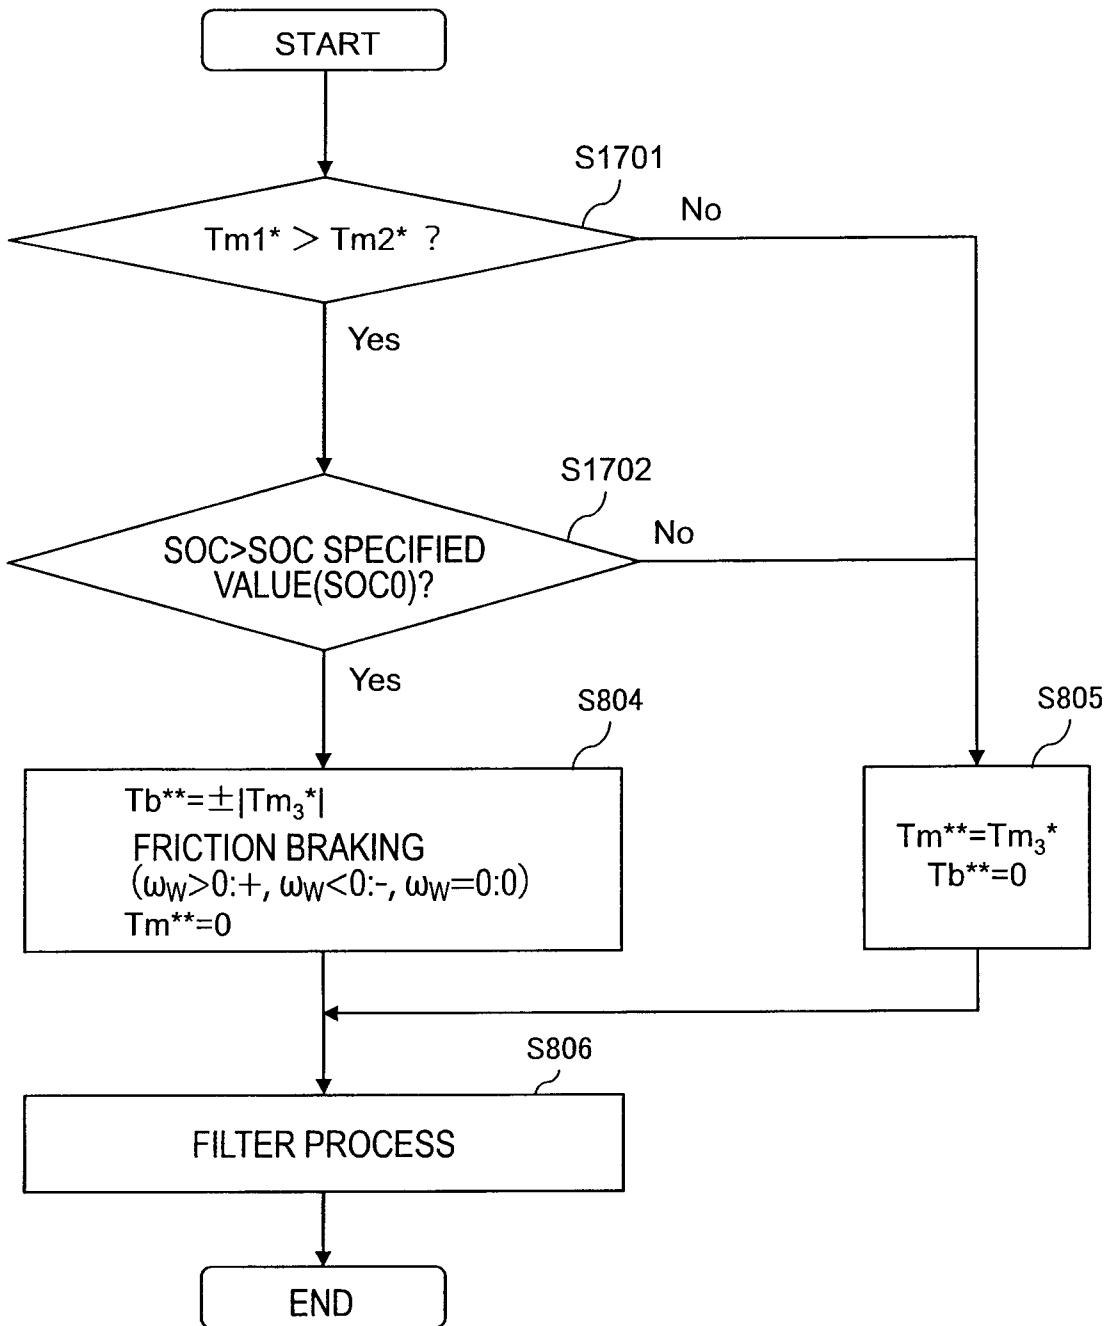 START
S1701
Tm1* > Tm2* ?
No
Yes
S1702
SOC>SOC SPECIFIED
VALUE(SOC0)?
No
Yes
S804
Tb**=±|Tm₃*|
FRICTION BRAKING
(ωW>0:+, ωW<0:-, ωW=0:0)
Tm**=0
S805
Tm**=Tm₃*
Tb**=0
S806
FILTER PROCESS
END